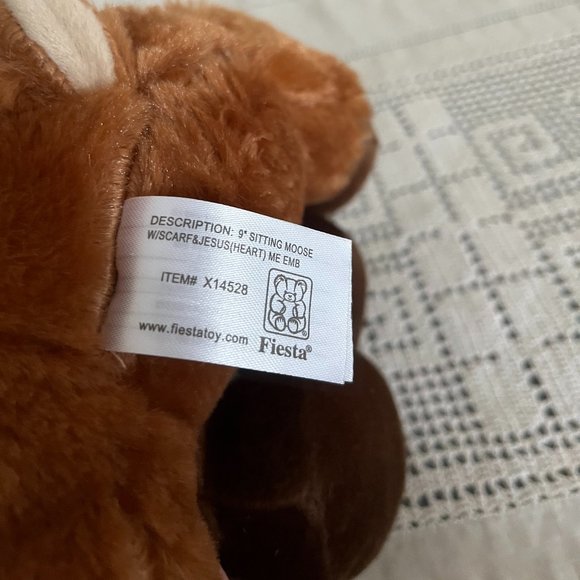 DESCRIPTION: 9" SITTING MOOSE
W/SCARF&JESUS(HEART) ME EMB
ITEM# X14528
www.fiestatoy.com
Fiesta®